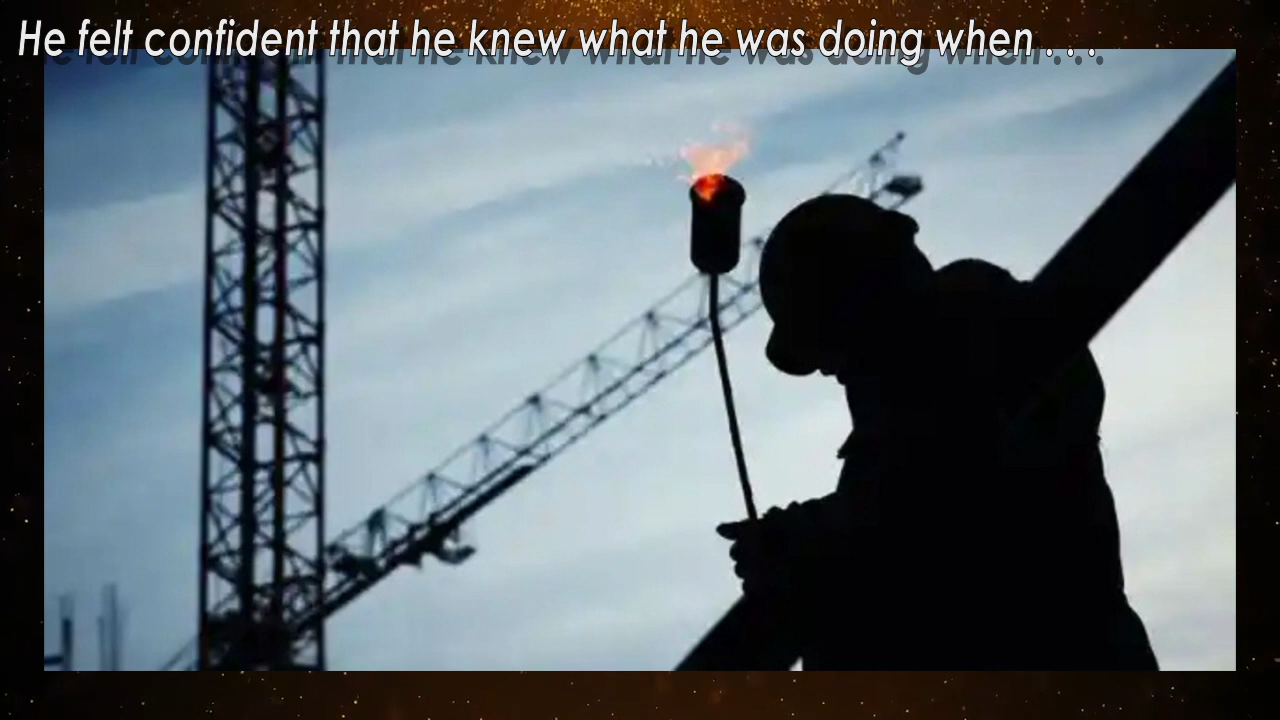 He felt confident that he knew what he was doing when . . .